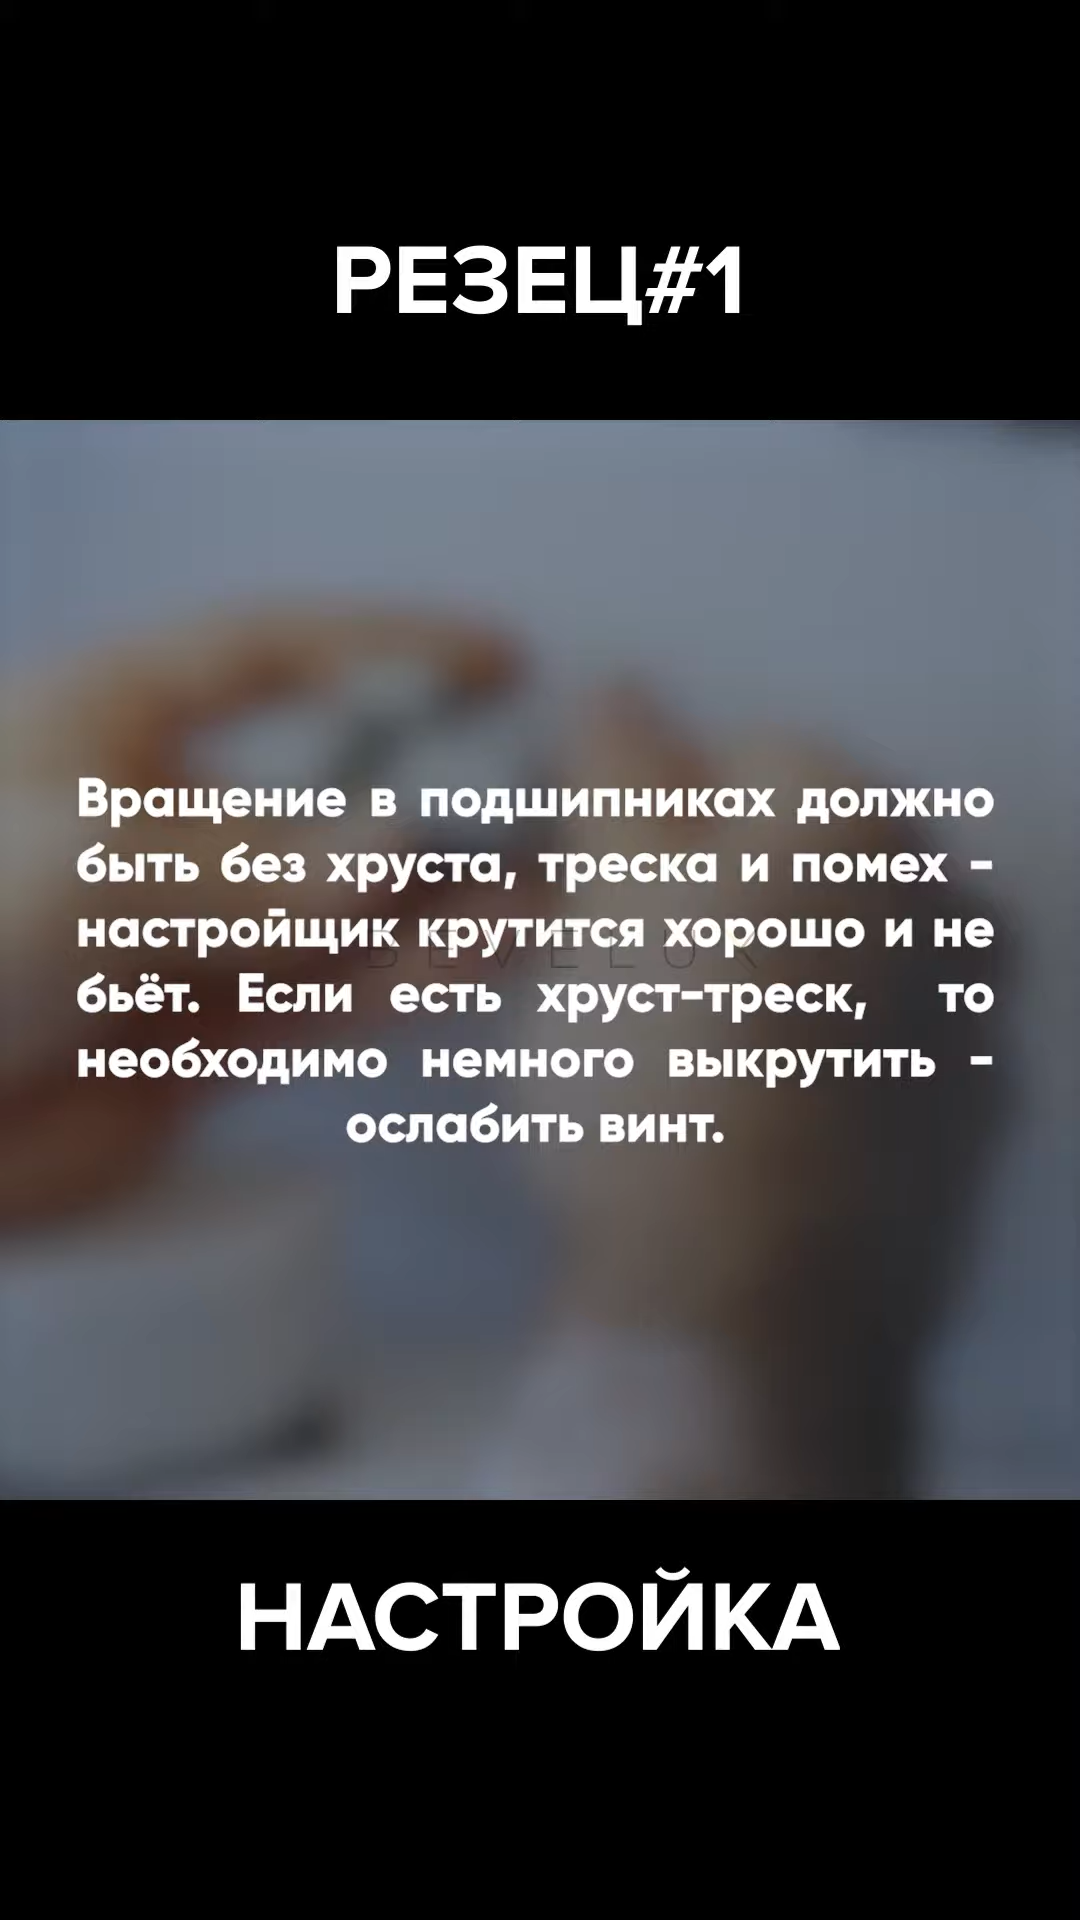 РЕЗЕЦ#1
Вращение в подшипниках должно
быть без хруста, треска и помех -
настройщик крутится хорошо и не
бьёт. Если есть хруст-треск, то
необходимо немного выкрутить -
ослабить винт.
BEVELUX
НАСТРОЙКА